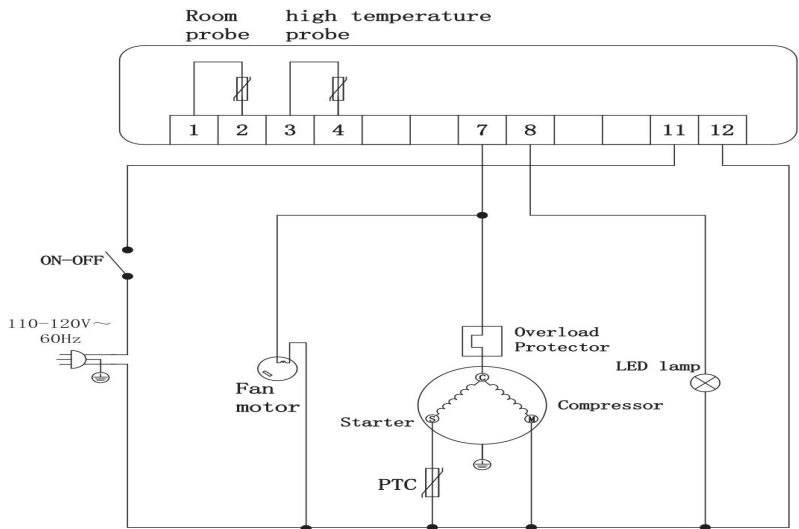 Room high temperature
probe probe
1 2 3 4 7 8 11 12
ON-OFF
110-120V～
60Hz
Overload
Protector
LED lamp
Fan
motor
C
Compressor
Starter
S M
PTC